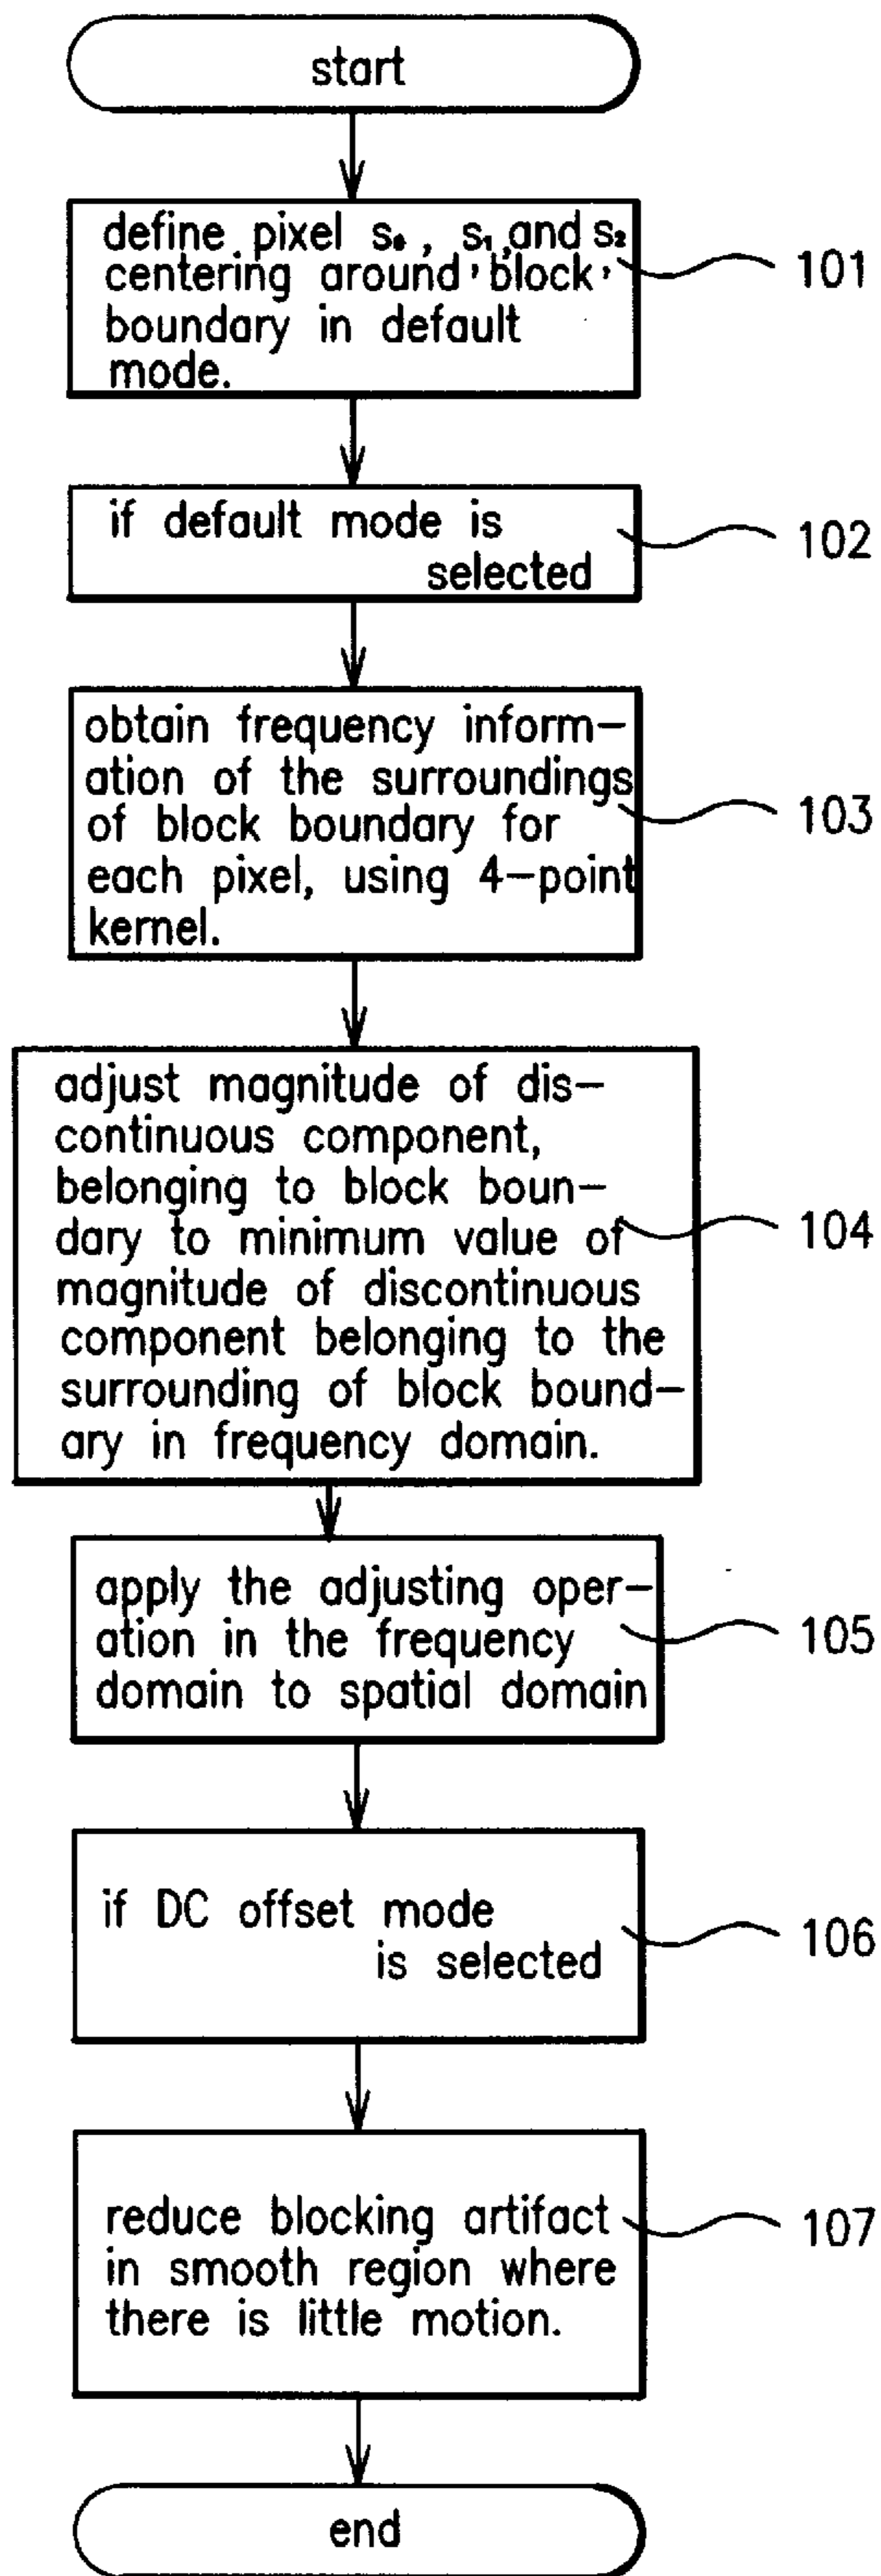 start
define pixel s₀, s₁, and s₂
centering around 'block'
boundary in default
mode.
101
if default mode is
selected
102
obtain frequency inform-
ation of the surroundings
of block boundary for
each pixel, using 4-point
kernel.
103
adjust magnitude of dis-
continuous component,
belonging to block boun-
dary to minimum value of
magnitude of discontinuous
component belonging to the
surrounding of block bound-
ary in frequency domain.
104
apply the adjusting oper-
ation in the frequency
domain to spatial domain
105
if DC offset mode
is selected
106
reduce blocking artifact
in smooth region where
there is little motion.
107
end